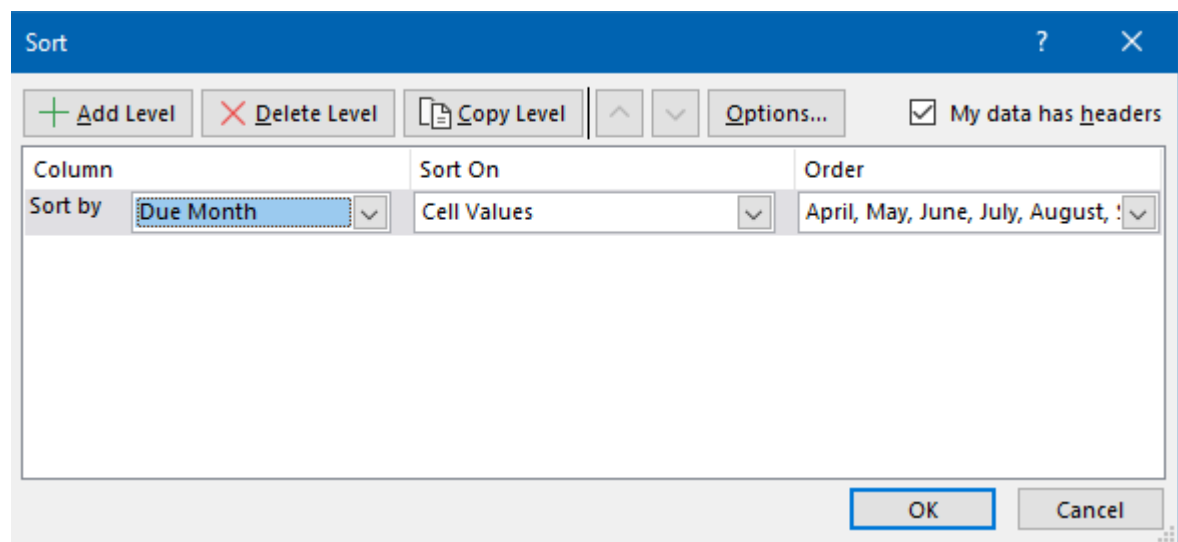 Sort ?
Add Level Delete Level Copy Level Options... My data has headers
Column Sort On Order
Sort by Due Month Cell Values April, May, June, July, August,
OK Cancel